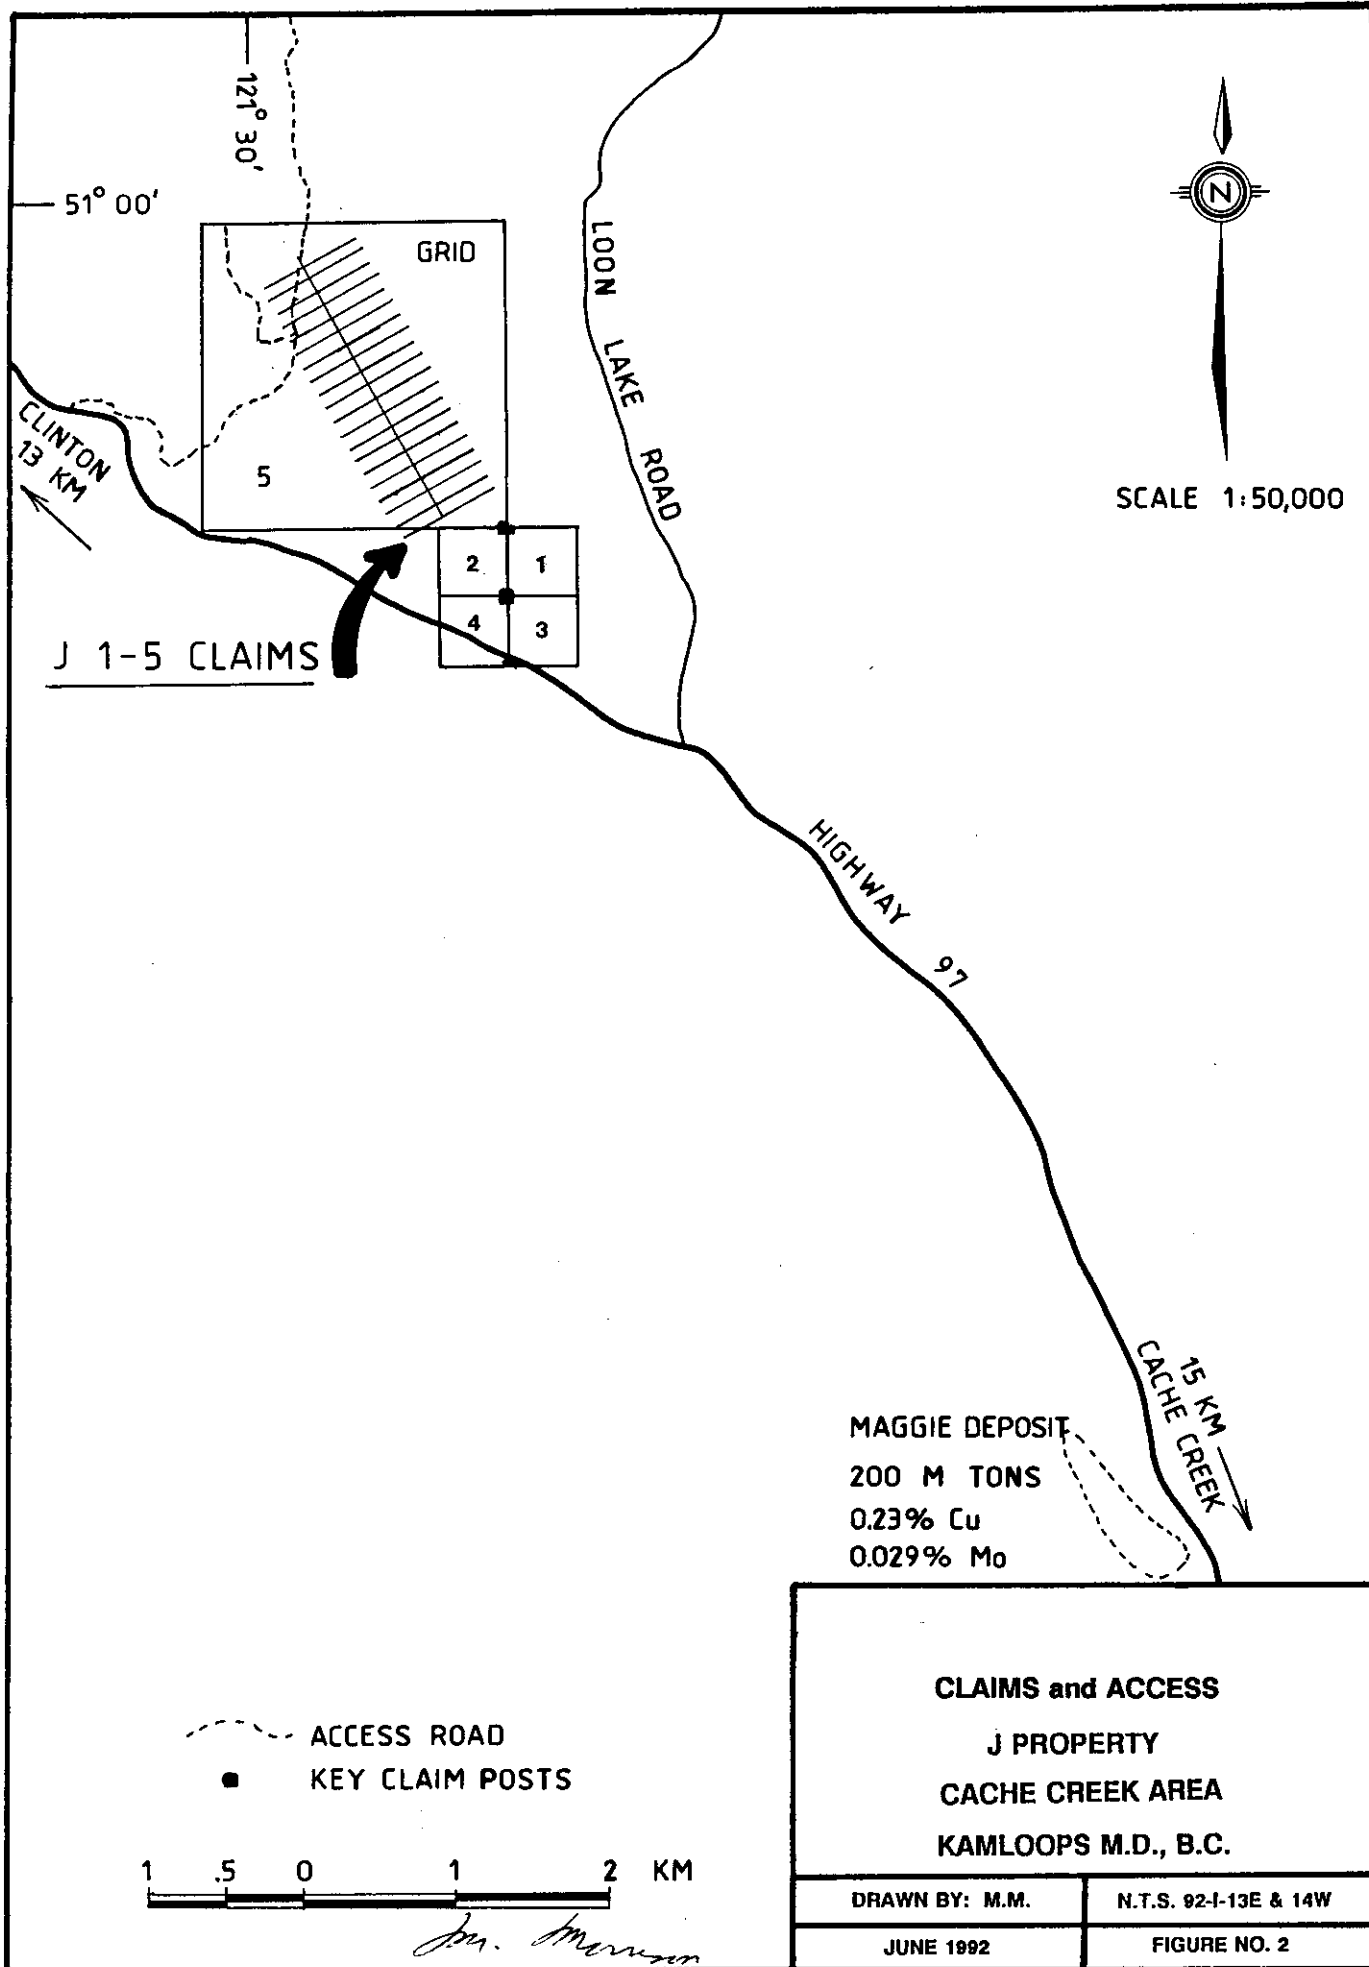 121° 30'
51° 00'
GRID
LOON LAKE ROAD
N
SCALE 1:50,000
CLINTON
13 KM
5
2
1
4
3
J 1-5 CLAIMS
HIGHWAY 97
15 KM
CACHE CREEK
MAGGIE DEPOSIT
200 M TONS
0.23% Cu
0.029% Mo
ACCESS ROAD
KEY CLAIM POSTS
1 .5 0 1 2 KM
CLAIMS and ACCESS
J PROPERTY
CACHE CREEK AREA
KAMLOOPS M.D., B.C.
DRAWN BY: M.M.
N.T.S. 92-I-13E & 14W
JUNE 1992
FIGURE NO. 2